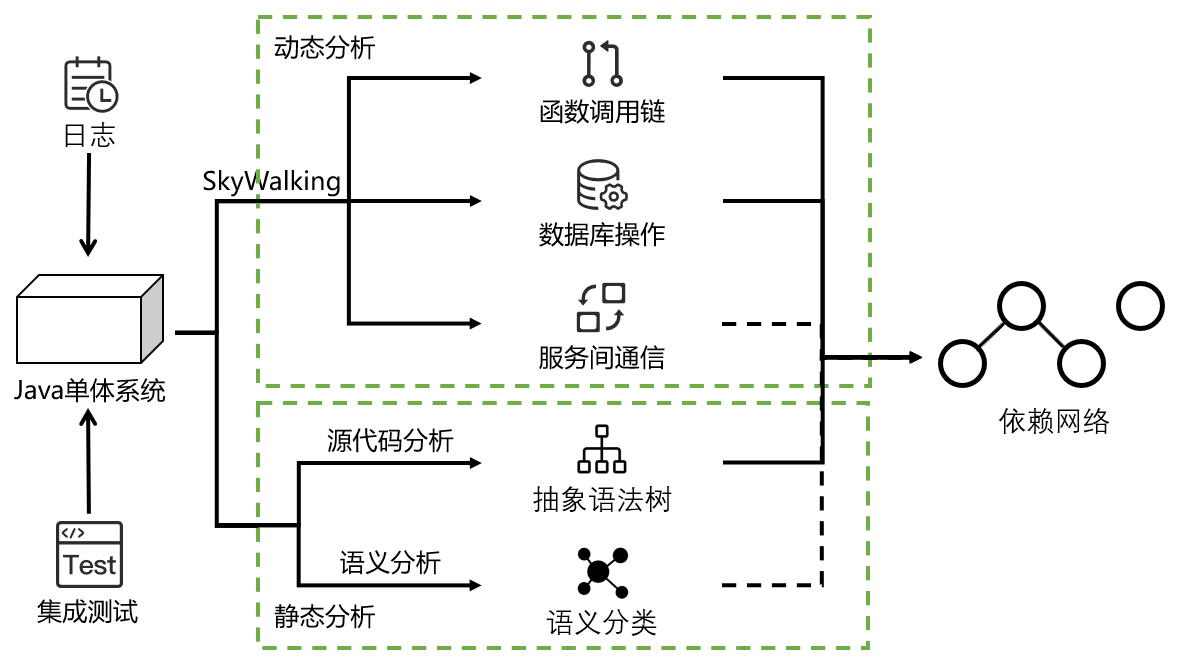 日志
Java单体系统
</>
Test
集成测试
动态分析
SkyWalking
函数调用链
数据库操作
服务间通信
源代码分析
抽象语法树
语义分析
语义分类
静态分析
依赖网络